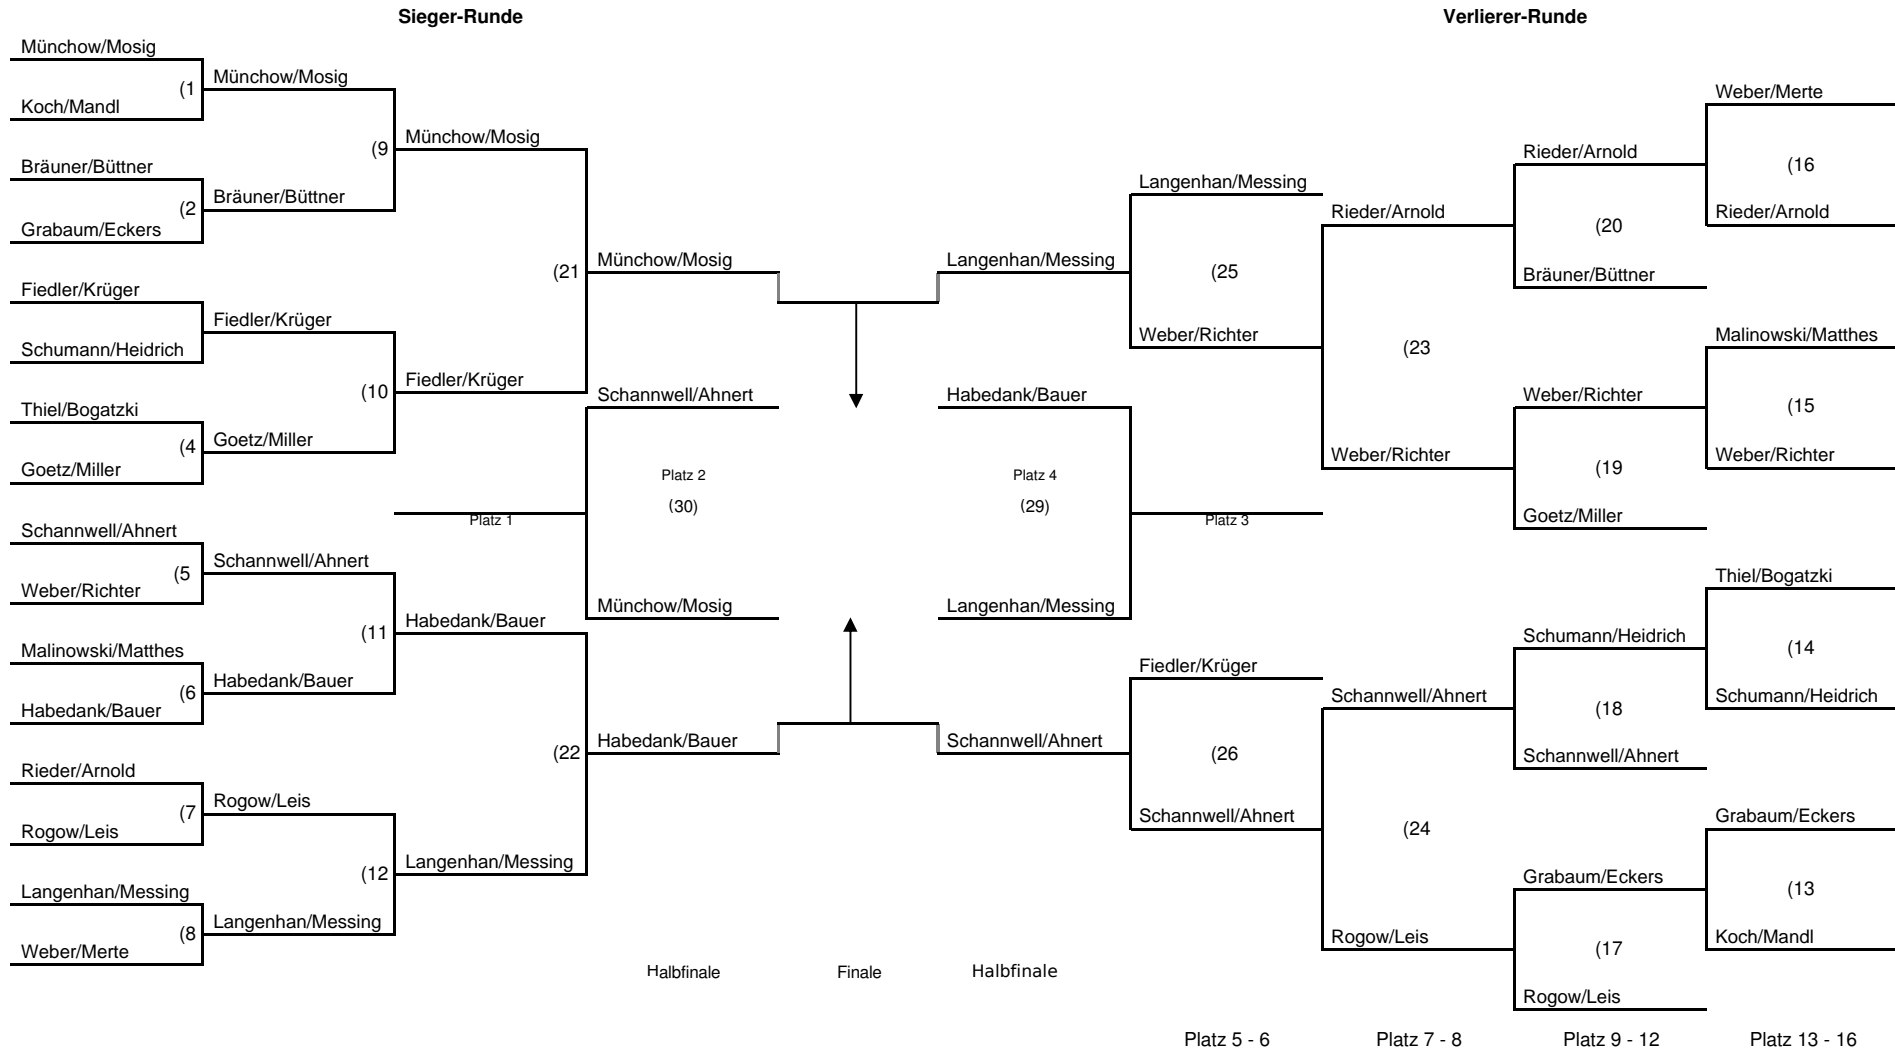 Sieger-Runde
Verlierer-Runde
Münchow/Mosig
(1
Koch/Mandl
Bräuner/Büttner
(2
Grabaum/Eckers
Fiedler/Krüger
Schumann/Heidrich
Thiel/Bogatzki
(4
Goetz/Miller
Schannwell/Ahnert
(5
Weber/Richter
Malinowski/Matthes
(6
Habedank/Bauer
Rieder/Arnold
(7
Rogow/Leis
Langenhan/Messing
(8
Weber/Merte
Münchow/Mosig
(9
Bräuner/Büttner
Fiedler/Krüger
(10
Goetz/Miller
Schannwell/Ahnert
(11
Habedank/Bauer
Rogow/Leis
(12
Langenhan/Messing
Münchow/Mosig
(21
Fiedler/Krüger
Platz 1
Habedank/Bauer
(22
Langenhan/Messing
Münchow/Mosig
Schannwell/Ahnert
Platz 2
(30)
Münchow/Mosig
Habedank/Bauer
Halbfinale
Finale
Halbfinale
Langenhan/Messing
Habedank/Bauer
Platz 4
(29)
Langenhan/Messing
Schannwell/Ahnert
Langenhan/Messing
(25
Weber/Richter
Platz 3
Fiedler/Krüger
(26
Schannwell/Ahnert
Platz 5 - 6
Rieder/Arnold
(23
Weber/Richter
Schannwell/Ahnert
(24
Rogow/Leis
Platz 7 - 8
Rieder/Arnold
(20
Bräuner/Büttner
Weber/Richter
(19
Goetz/Miller
Schumann/Heidrich
(18
Schannwell/Ahnert
Grabaum/Eckers
(17
Rogow/Leis
Platz 9 - 12
Weber/Merte
(16
Rieder/Arnold
Malinowski/Matthes
(15
Weber/Richter
Thiel/Bogatzki
(14
Schumann/Heidrich
Grabaum/Eckers
(13
Koch/Mandl
Platz 13 - 16